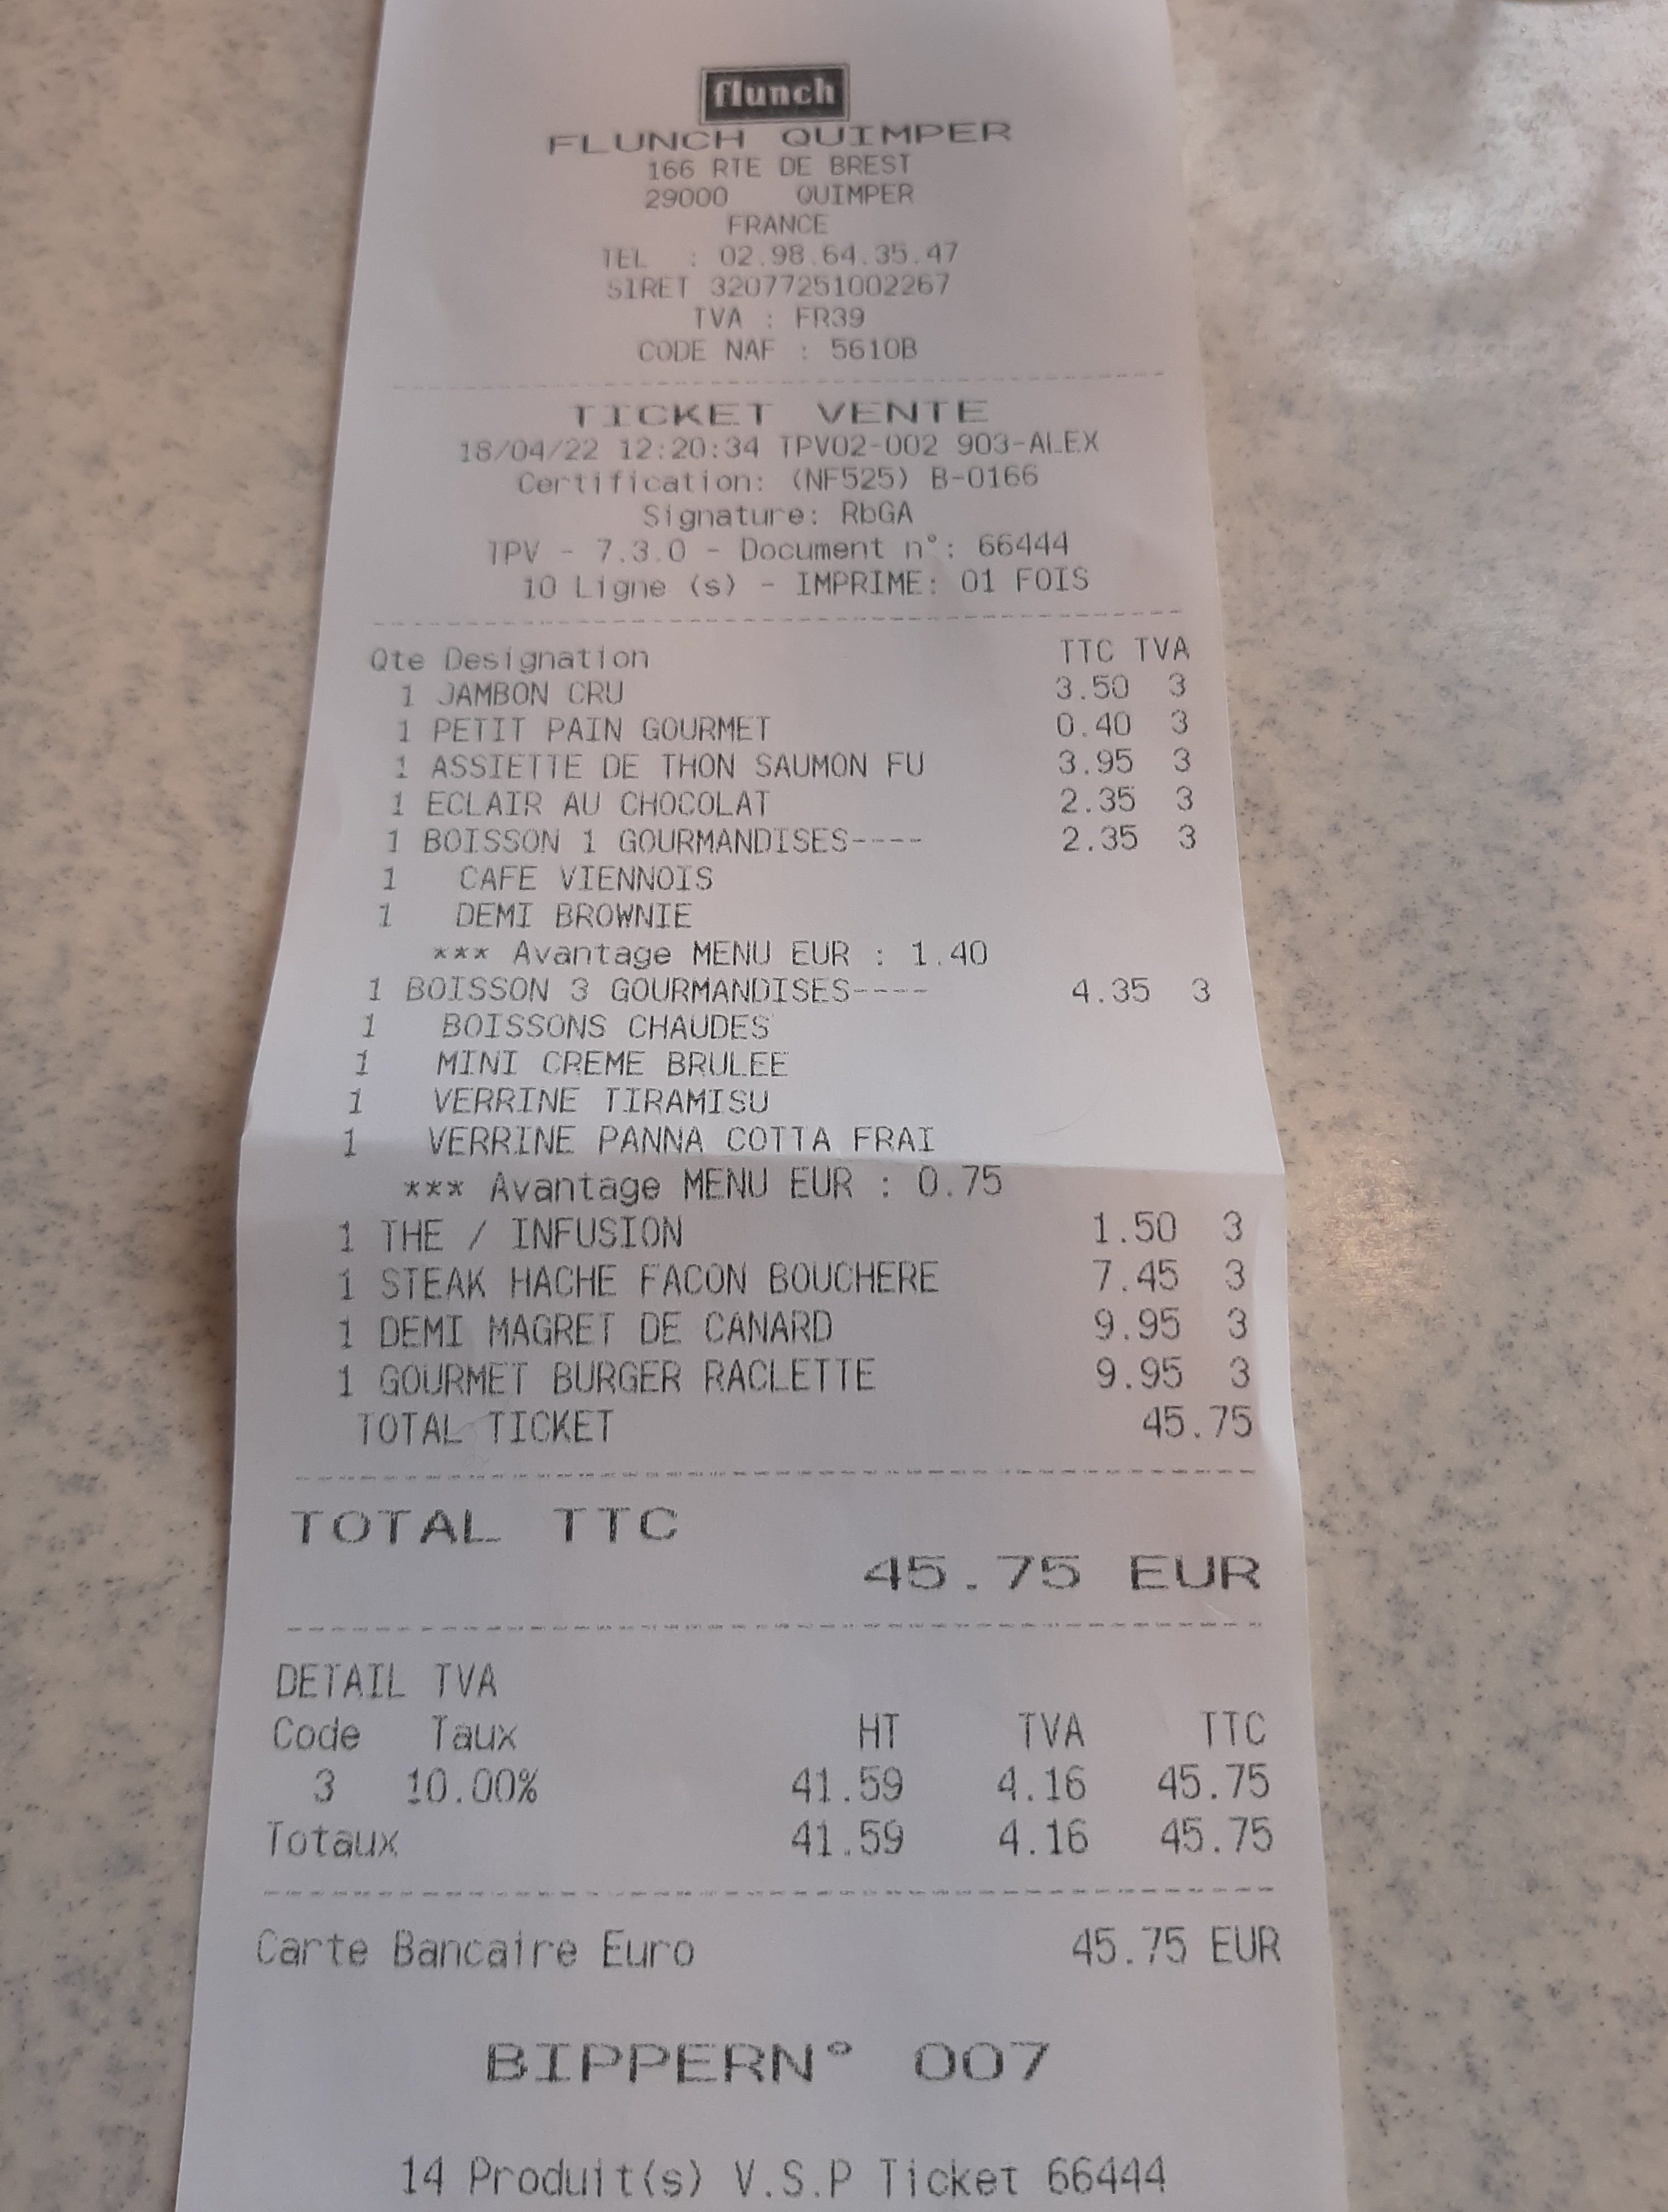 flunch
FLUNCH QUIMPER
166 RTE DE BREST
29000 QUIMPER
FRANCE
TEL : 02.98.64.35.47
SIRET 32077251002267
TVA : FR39
CODE NAF : 5610B
TICKET VENTE
18/04/22 12:20:34 TPV02-002 903-ALEX
Certification: (NF525) B-0166
Signature: RbGA
TPV - 7.3.0 - Document n°: 66444
10 Ligne (s) - IMPRIME: 01 FOIS
Qte Designation TTC TVA
1 JAMBON CRU 3.50 3
1 PETIT PAIN GOURMET 0.40 3
1 ASSIETTE DE THON SAUMON FU 3.95 3
1 ECLAIR AU CHOCOLAT 2.35 3
1 BOISSON 1 GOURMANDISES---- 2.35 3
1 CAFE VIENNOIS
1 DEMI BROWNIE
*** Avantage MENU EUR : 1.40
1 BOISSON 3 GOURMANDISES---- 4.35 3
1 BOISSONS CHAUDES
1 MINI CREME BRULEE
1 VERRINE TIRAMISU
1 VERRINE PANNA COTTA FRAI
*** Avantage MENU EUR : 0.75
1 THE / INFUSION 1.50 3
1 STEAK HACHE FACON BOUCHERE 7.45 3
1 DEMI MAGRET DE CANARD 9.95 3
1 GOURMET BURGER RACLETTE 9.95 3
TOTAL TICKET 45.75
TOTAL TTC
45.75 EUR
DETAIL TVA
Code Taux HT TVA TTC
3 10.00% 41.59 4.16 45.75
Totaux 41.59 4.16 45.75
Carte Bancaire Euro 45.75 EUR
BIPPERN° 007
14 Produit(s) V.S.P Ticket 66444